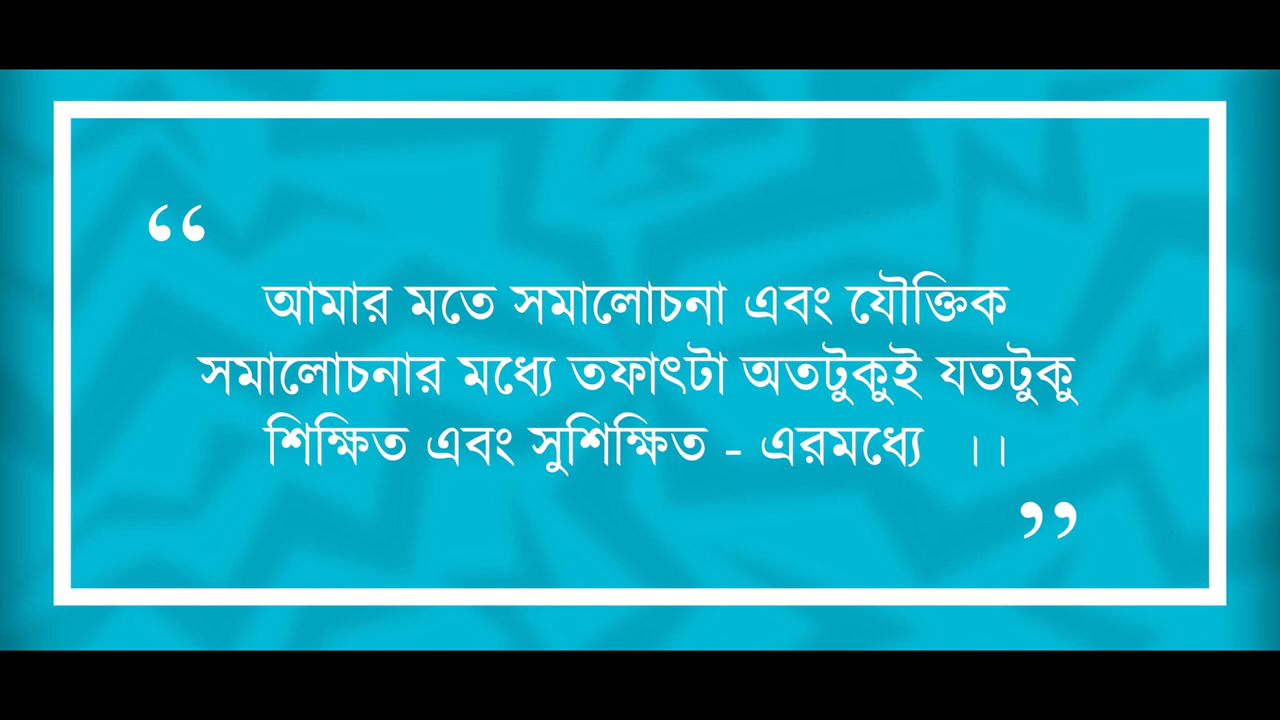 “
আমার মতে সমালোচনা এবং যৌক্তিক
সমালোচনার মধ্যে তফাৎটা অতটুকুই যতটুকু
শিক্ষিত এবং সুশিক্ষিত - এরমধ্যে ।।
”